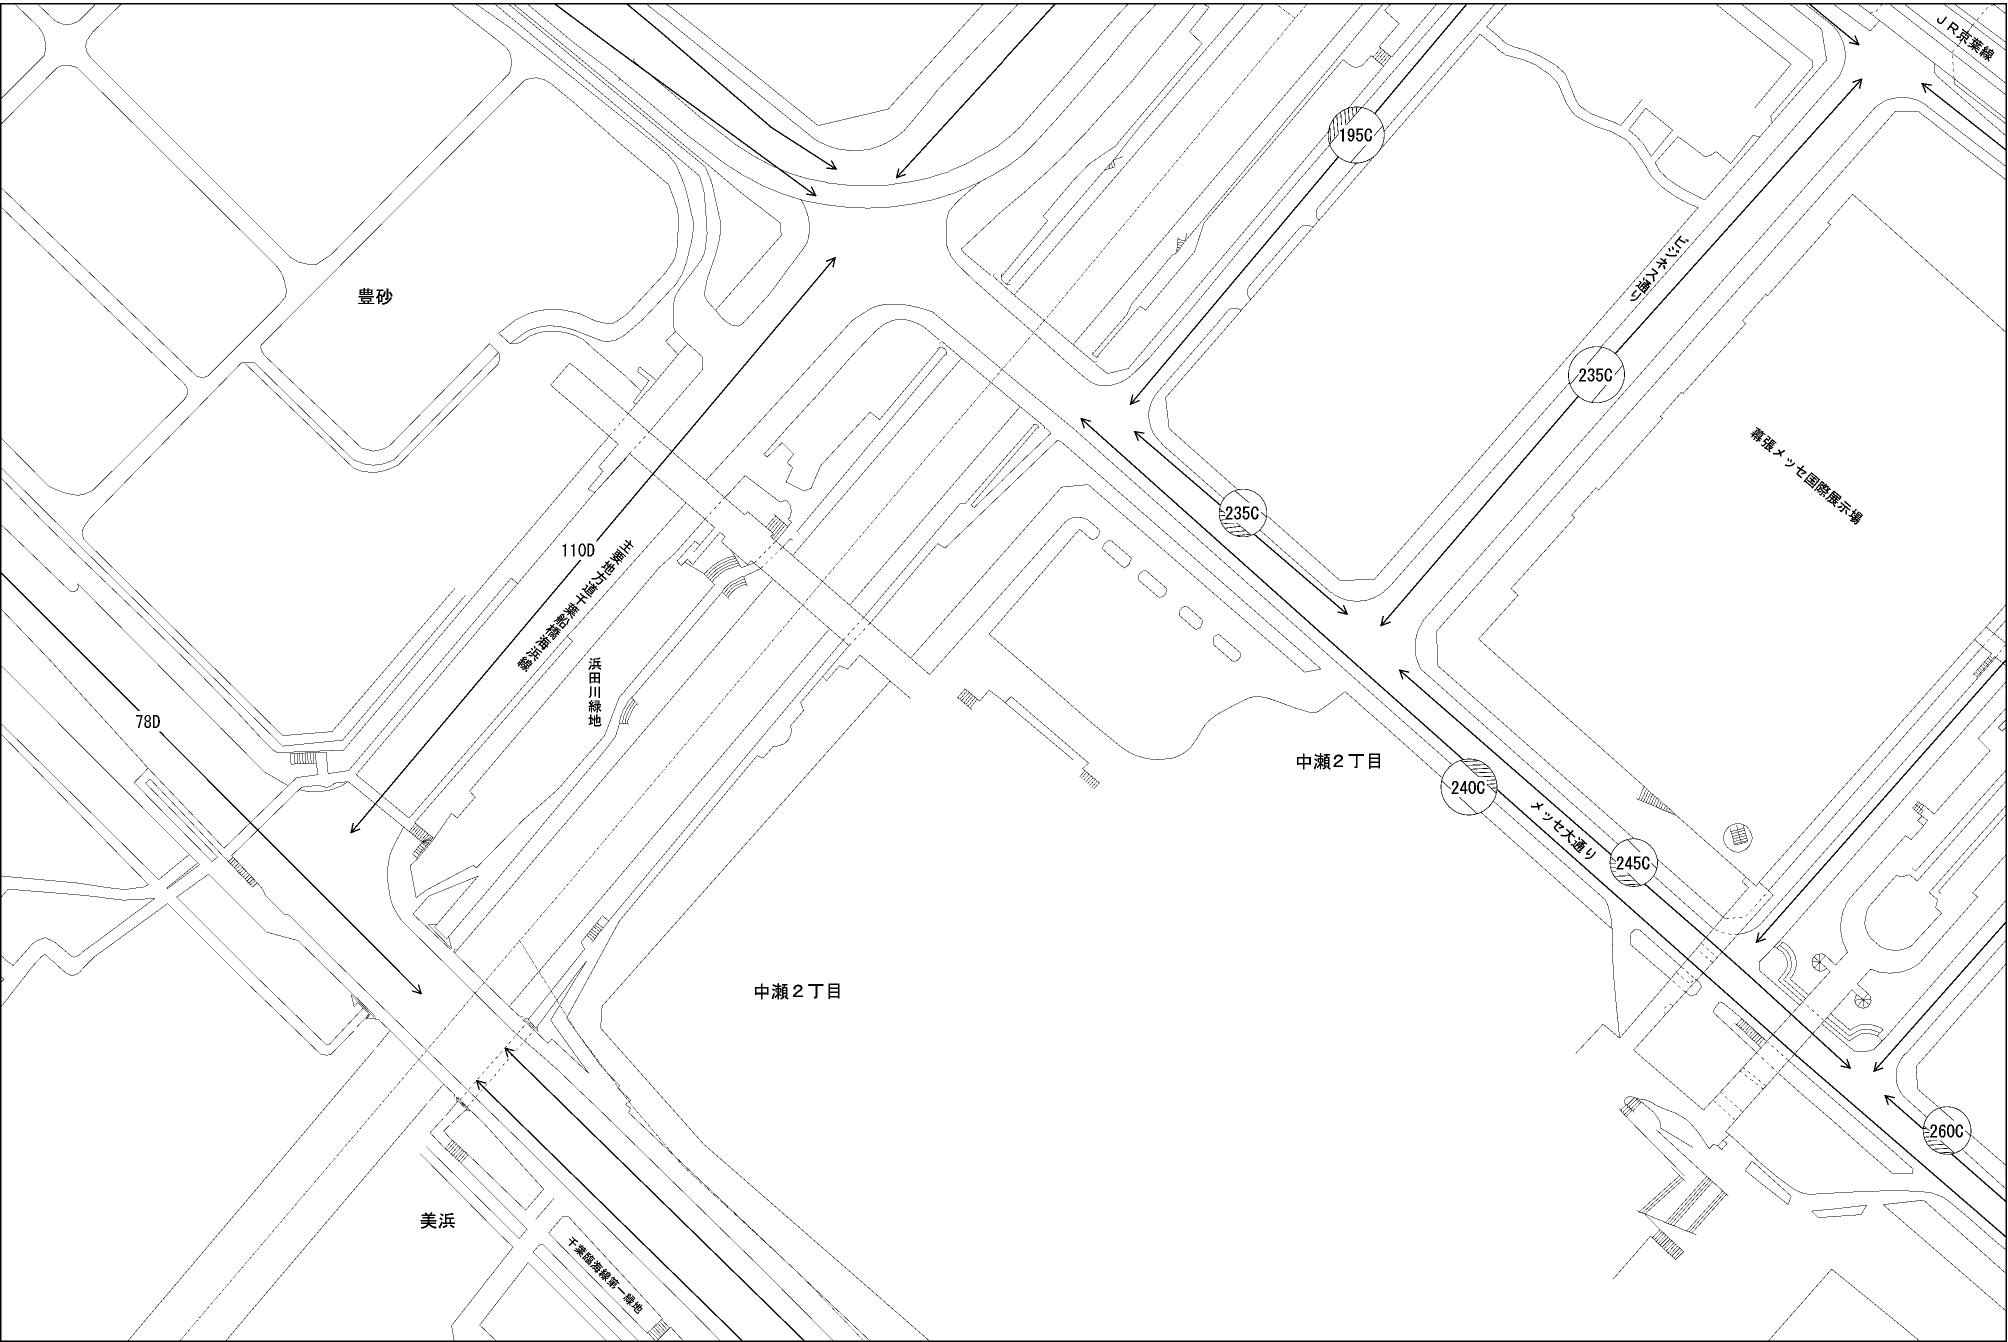 ＪＲ京葉線
195C
ビジネス通り
豊砂
235C
幕張メッセ国際展示場
235C
110D
主要地方道千葉船橋海浜線
浜田川緑地
78D
中瀬２丁目
240C
メッセ大通り
245C
中瀬２丁目
260C
美浜
千葉臨海線第一緑地